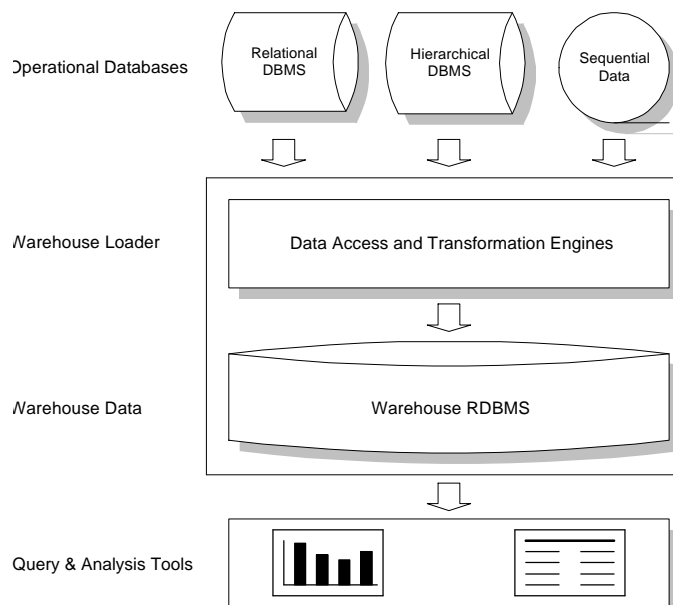 Operational Databases
Relational
DBMS
Hierarchical
DBMS
Sequential
Data
Warehouse Loader
Data Access and Transformation Engines
Warehouse Data
Warehouse RDBMS
Query & Analysis Tools